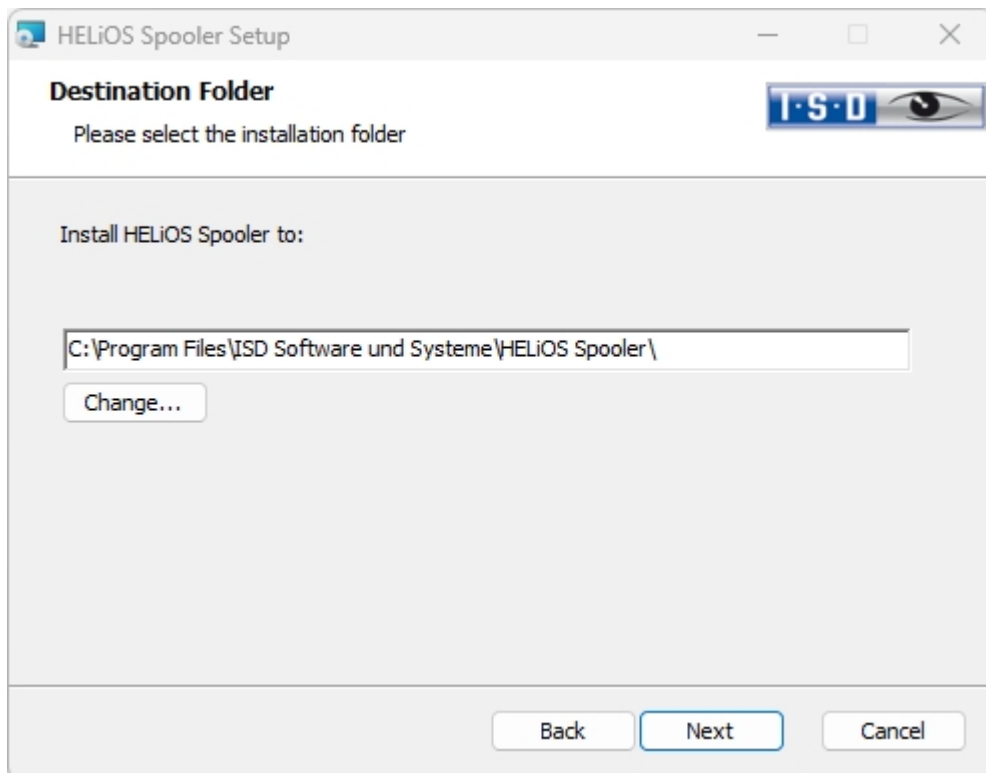 HELiOS Spooler Setup
Destination Folder
Please select the installation folder
I·S·D
Install HELiOS Spooler to:
C:\Program Files\ISD Software und Systeme\HELiOS Spooler\
Change...
Back
Next
Cancel